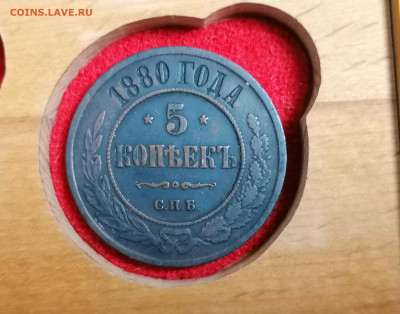 COINS.LAVE.RU
1880 ГОДА
5
КОПѢЕКЪ
С.П.Б.